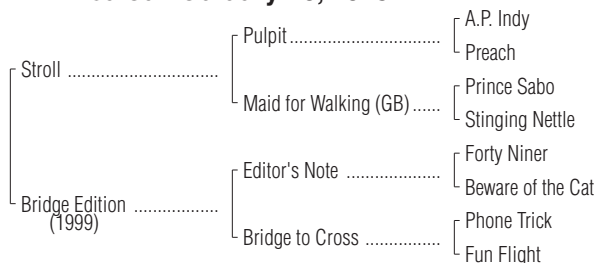 A.P. Indy
Pulpit................................
Preach
Stroll ................................
Prince Sabo
Maid for Walking (GB)......
Stinging Nettle
Forty Niner
Editor's Note ....................
Beware of the Cat
Bridge Edition ..................
(1999)
Phone Trick
Bridge to Cross ................
Fun Flight